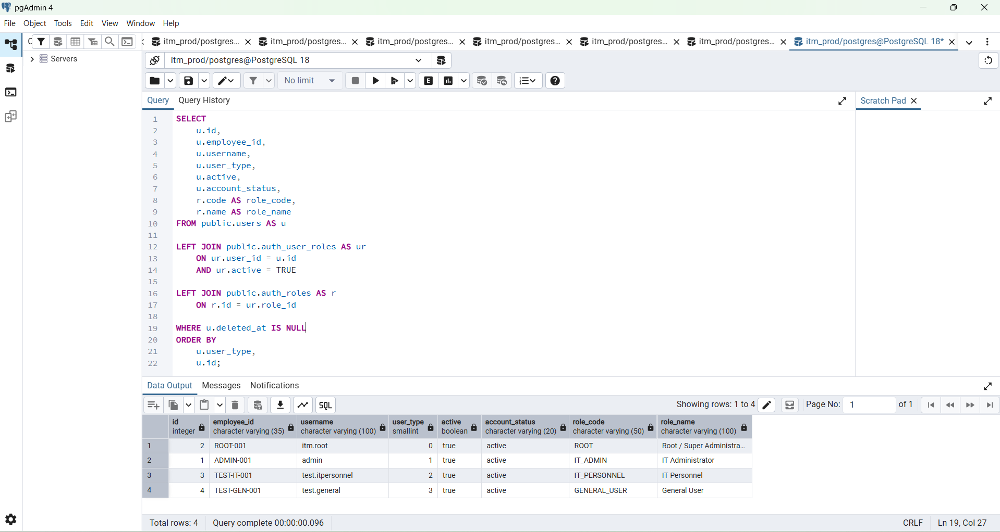 pgAdmin 4
File Object Tools Edit View Window Help
itm_prod/postgres... itm_prod/postgres... itm_prod/postgres... itm_prod/postgres... itm_prod/postgres... itm_prod/postgres... itm_prod/postgres@PostgreSQL 18*
Servers
itm_prod/postgres@PostgreSQL 18
No limit
Query Query History
Scratch Pad
1 SELECT
2 u.id,
3 u.employee_id,
4 u.username,
5 u.user_type,
6 u.active,
7 u.account_status,
8 r.code AS role_code,
9 r.name AS role_name
10 FROM public.users AS u
11
12 LEFT JOIN public.auth_user_roles AS ur
13 ON ur.user_id = u.id
14 AND ur.active = TRUE
15
16 LEFT JOIN public.auth_roles AS r
17 ON r.id = ur.role_id
18
19 WHERE u.deleted_at IS NULL
20 ORDER BY
21 u.user_type,
22 u.id;
Data Output Messages Notifications
SQL Showing rows: 1 to 4 Page No: 1 of 1
id employee_id username user_type active account_status role_code role_name
integer character varying (35) character varying (100) smallint boolean character varying (20) character varying (50) character varying (100)
1 2 ROOT-001 itm.root 0 true active ROOT Root / Super Administra...
2 1 ADMIN-001 admin 1 true active IT_ADMIN IT Administrator
3 3 TEST-IT-001 test.itpersonnel 2 true active IT_PERSONNEL IT Personnel
4 4 TEST-GEN-001 test.general 3 true active GENERAL_USER General User
Total rows: 4 Query complete 00:00:00.096 CRLF Ln 19, Col 27